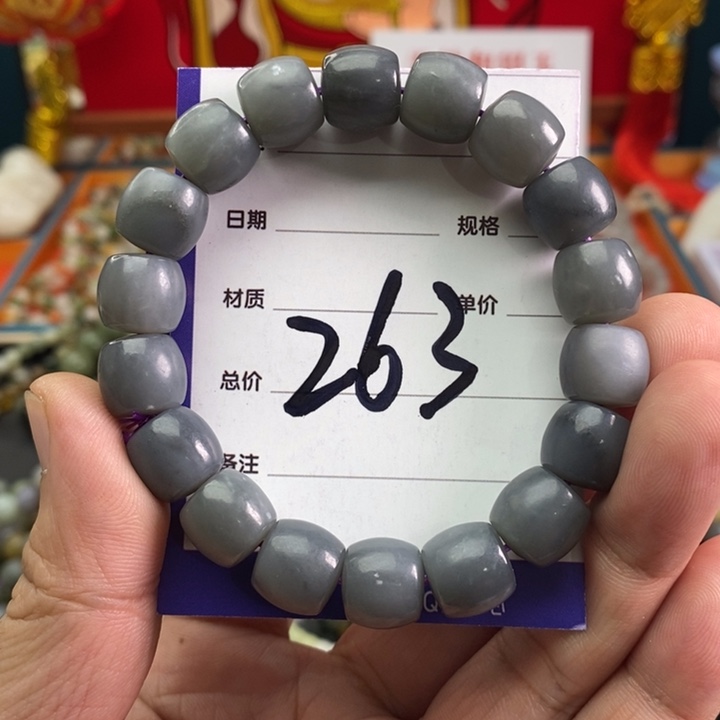 日期 规格
材质 单价
总价
备注
263